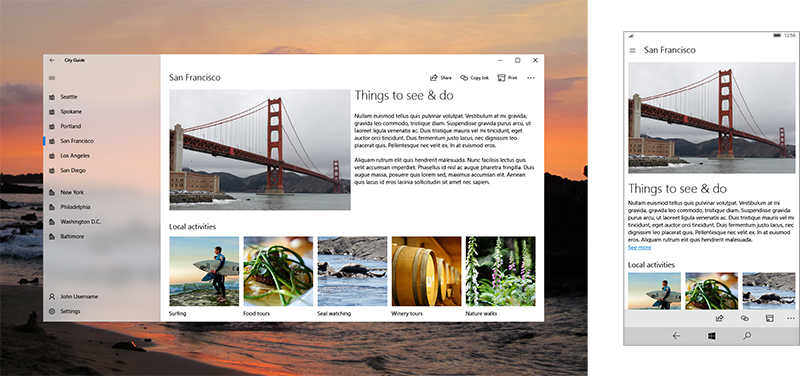 City Guide
Seattle
Spokane
Portland
San Francisco
Los Angeles
San Diego
New York
Philadelphia
Washington D.C.
Baltimore
John Username
Settings
San Francisco
Share
Copy link
Print
Things to see & do
Nullam euismod tellus quis pulvinar volutpat. Vestibulum at mi gravida,
gravida leo commodo, tristique diam. Suspendisse gravida purus arcu, ut
laoreet ligula venenatis ac. Duis tristique mauris vel mi tincidunt, eget
auctor orci tincidunt. Duis fermentum justo lacus, nec dignissim leo
placerat quis. Pellentesque nec velit ex. In at euismod eros.
Aliquam rutrum elit quis hendrerit malesuada. Nunc facilisis lectus quis
velit accumsan imperdiet. Phasellus id nisl ac augue pharetra fringilla. Duis
augue massa, posuere quis lorem sed, maximus accumsan elit. Aenean
quis lacus id eros lacinia sollicitudin sit amet nec sapien.
Local activities
Surfing
Food tours
Seal watching
Winery tours
Nature walks
12:56
San Francisco
Things to see & do
Nullam euismod tellus quis pulvinar volutpat. Vestibulum at mi
gravida, gravida leo commodo, tristique diam. Suspendisse gravida
purus arcu, ut laoreet ligula venenatis ac. Duis tristique mauris vel mi
tincidunt, eget auctor orci tincidunt. Duis fermentum justo lacus, nec
dignissim leo placerat quis. Pellentesque nec velit ex. In at euismod
eros. Aliquam rutrum elit quis hendrerit malesuada.
See more
Local activities